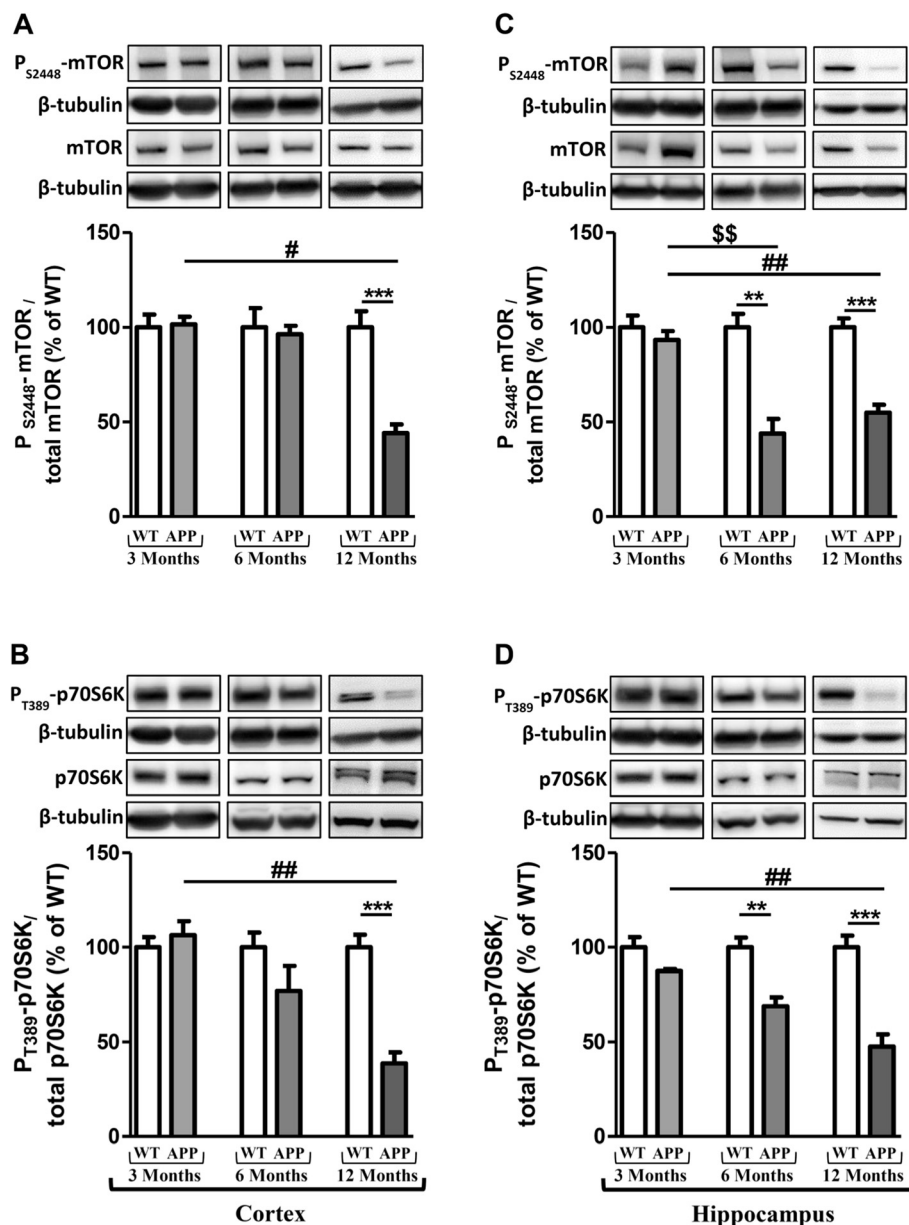 A
P S2448-mTOR
β-tubulin
mTOR
β-tubulin
P S2448-mTOR /
total mTOR (% of WT)
150
100
50
0
#
***
WT APP WT APP WT APP
3 Months 6 Months 12 Months
C
P S2448-mTOR
β-tubulin
mTOR
β-tubulin
P S2448-mTOR /
total mTOR (% of WT)
150
100
50
0
$$
##
** ***
WT APP WT APP WT APP
3 Months 6 Months 12 Months
B
P T389-p70S6K
β-tubulin
p70S6K
β-tubulin
P T389-p70S6K/
total p70S6K (% of WT)
150
100
50
0
##
***
WT APP WT APP WT APP
3 Months 6 Months 12 Months
Cortex
D
P T389-p70S6K
β-tubulin
p70S6K
β-tubulin
P T389-p70S6K/
total p70S6K (% of WT)
150
100
50
0
##
** ***
WT APP WT APP WT APP
3 Months 6 Months 12 Months
Hippocampus